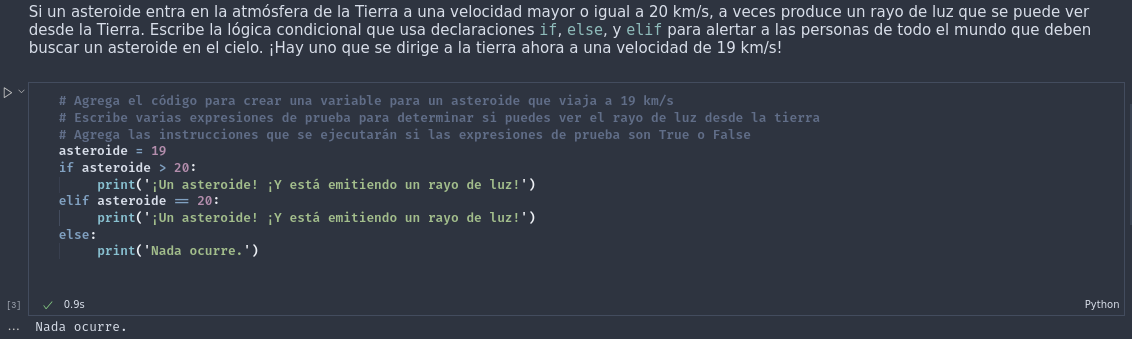 Si un asteroide entra en la atmósfera de la Tierra a una velocidad mayor o igual a 20 km/s, a veces produce un rayo de luz que se puede ver
desde la Tierra. Escribe la lógica condicional que usa declaraciones if, else, y elif para alertar a las personas de todo el mundo que deben
buscar un asteroide en el cielo. ¡Hay uno que se dirige a la tierra ahora a una velocidad de 19 km/s!
# Agrega el código para crear una variable para un asteroide que viaja a 19 km/s
# Escribe varias expresiones de prueba para determinar si puedes ver el rayo de luz desde la tierra
# Agrega las instrucciones que se ejecutarán si las expresiones de prueba son True o False
asteroide = 19
if asteroide > 20:
print('¡Un asteroide! ¡Y está emitiendo un rayo de luz!')
elif asteroide == 20:
print('¡Un asteroide! ¡Y está emitiendo un rayo de luz!')
else:
print('Nada ocurre.')
[3] ✓ 0.9s Python
... Nada ocurre.